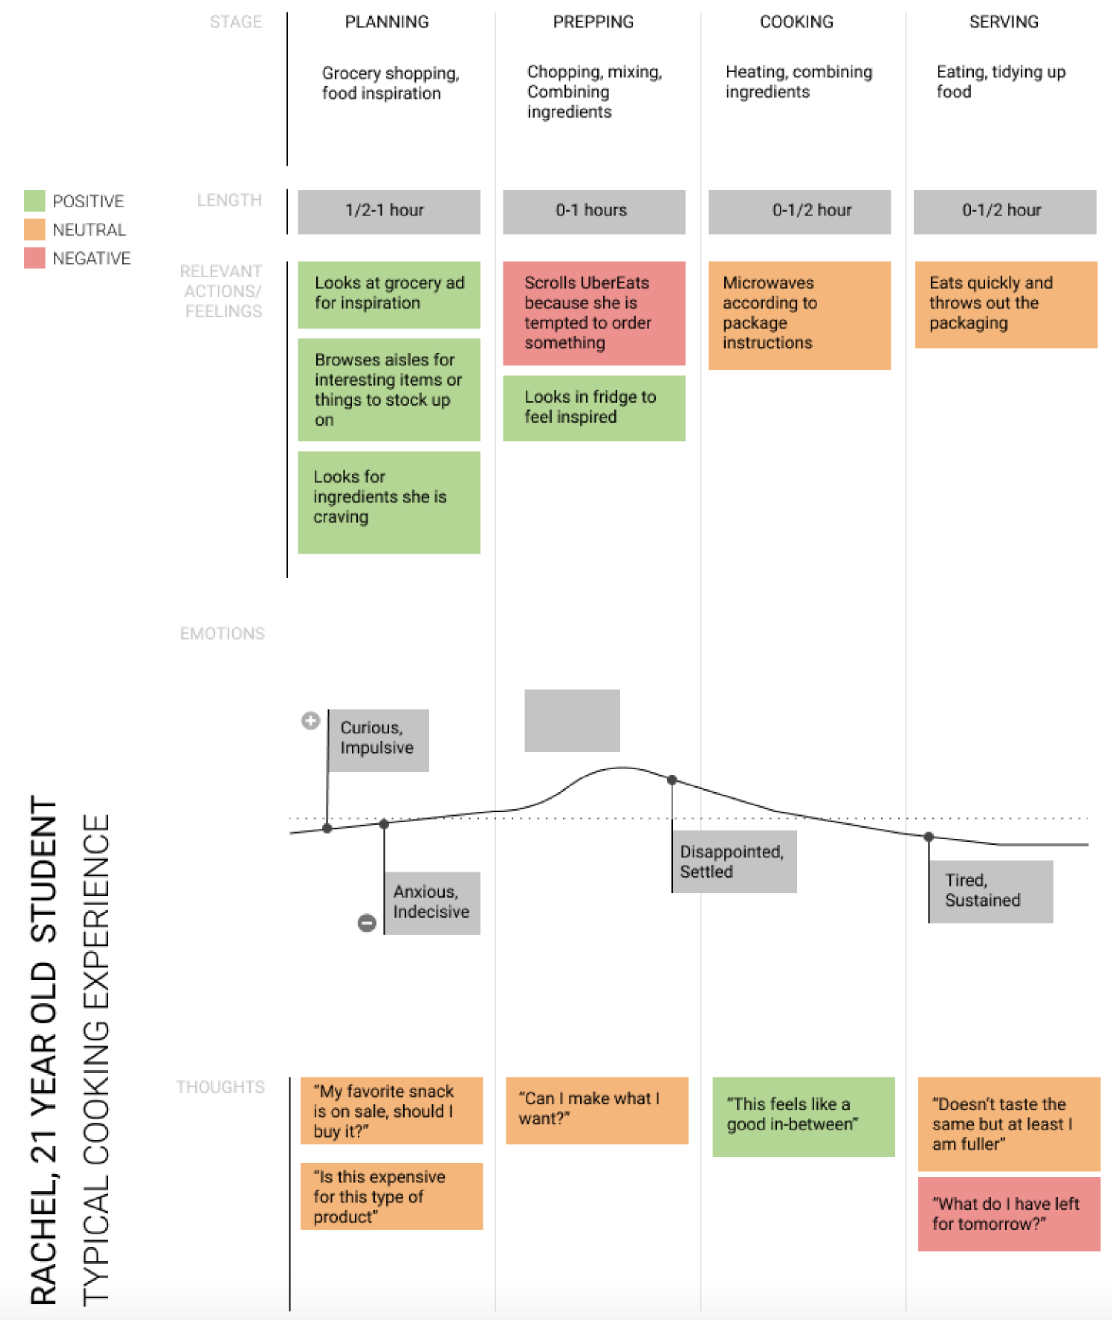 STAGE
PLANNING
PREPPING
COOKING
SERVING
Grocery shopping,
food inspiration
Chopping, mixing,
Combining
ingredients
Heating, combining
ingredients
Eating, tidying up
food
POSITIVE
NEUTRAL
NEGATIVE
LENGTH
1/2-1 hour
0-1 hours
0-1/2 hour
0-1/2 hour
RELEVANT
ACTIONS/
FEELINGS
Looks at grocery ad
for inspiration
Browses aisles for
interesting items or
things to stock up
on
Looks for
ingredients she is
craving
Scrolls UberEats
because she is
tempted to order
something
Looks in fridge to
feel inspired
Microwaves
according to
package
instructions
Eats quickly and
throws out the
packaging
EMOTIONS
Curious,
Impulsive
Anxious,
Indecisive
Disappointed,
Settled
Tired,
Sustained
THOUGHTS
"My favorite snack
is on sale, should I
buy it?"
"Is this expensive
for this type of
product"
"Can I make what I
want?"
"This feels like a
good in-between"
"Doesn't taste the
same but at least I
am fuller"
"What do I have left
for tomorrow?"
RACHEL, 21 YEAR OLD STUDENT
TYPICAL COOKING EXPERIENCE